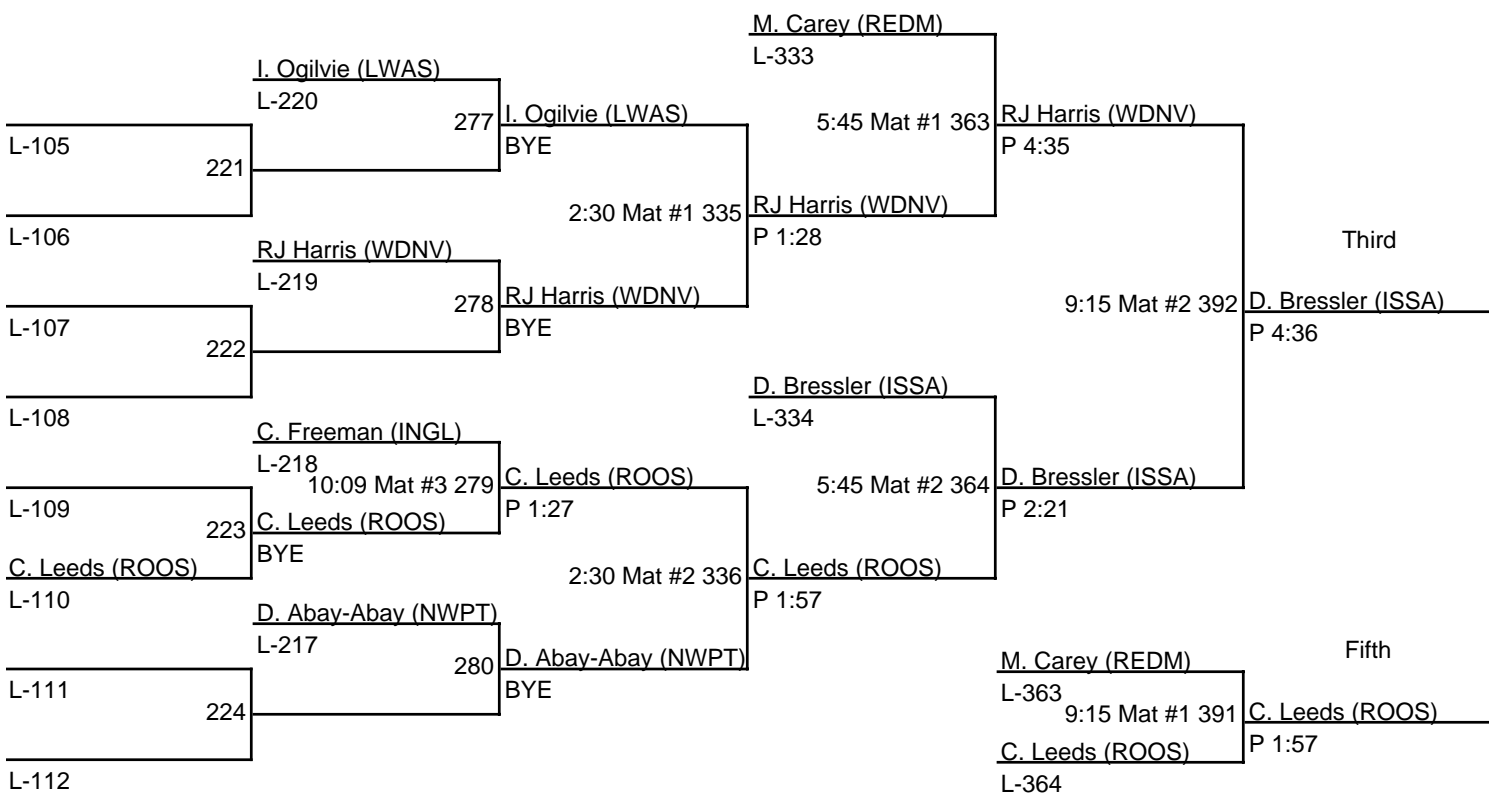 M. Carey (REDM)
L-333
I. Ogilvie (LWAS)
L-220
277 I. Ogilvie (LWAS)
BYE
5:45 Mat #1 363 RJ Harris (WDNV)
P 4:35
L-105
221
L-106
2:30 Mat #1 335 RJ Harris (WDNV)
P 1:28
RJ Harris (WDNV)
L-219
278 RJ Harris (WDNV)
BYE
L-107
222
L-108
Third
9:15 Mat #2 392 D. Bressler (ISSA)
P 4:36
D. Bressler (ISSA)
L-334
C. Freeman (INGL)
L-218
10:09 Mat #3 279 C. Leeds (ROOS)
P 1:27
5:45 Mat #2 364 D. Bressler (ISSA)
P 2:21
L-109
223 C. Leeds (ROOS)
BYE
C. Leeds (ROOS)
L-110
2:30 Mat #2 336 C. Leeds (ROOS)
P 1:57
D. Abay-Abay (NWPT)
L-217
280 D. Abay-Abay (NWPT)
BYE
L-111
224
L-112
Fifth
M. Carey (REDM)
L-363
9:15 Mat #1 391 C. Leeds (ROOS)
P 1:57
C. Leeds (ROOS)
L-364